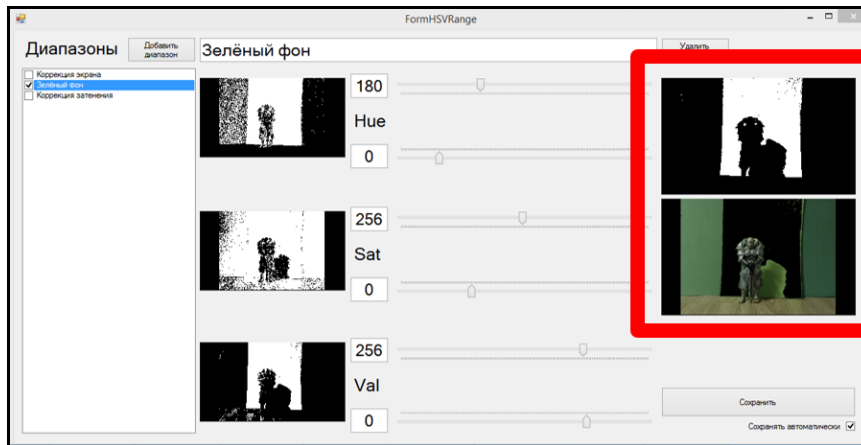 FormHSVRange
Диапазоны
Добавить
диапазон
Зелёный фон
Удалить
Коррекция экрана
Зелёный фон
Коррекция затенения
180
Hue
0
256
Sat
0
256
Val
0
Сохранить
Сохранять автоматически